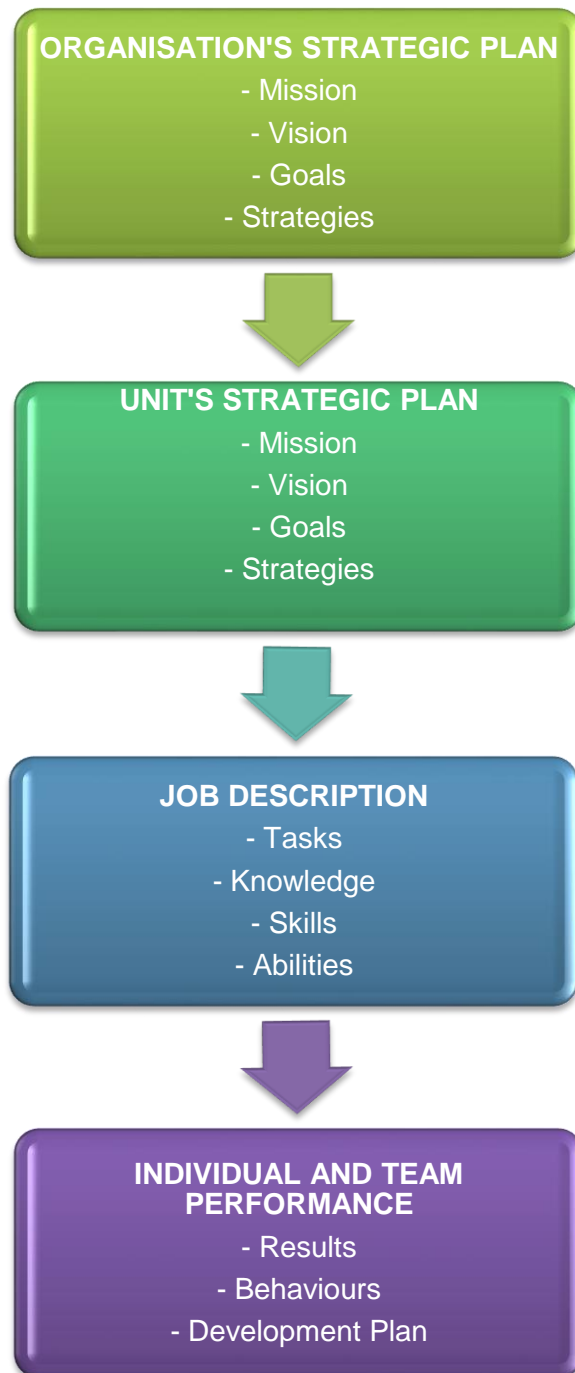 ORGANISATION'S STRATEGIC PLAN
- Mission
- Vision
- Goals
- Strategies
UNIT'S STRATEGIC PLAN
- Mission
- Vision
- Goals
- Strategies
JOB DESCRIPTION
- Tasks
- Knowledge
- Skills
- Abilities
INDIVIDUAL AND TEAM
PERFORMANCE
- Results
- Behaviours
- Development Plan